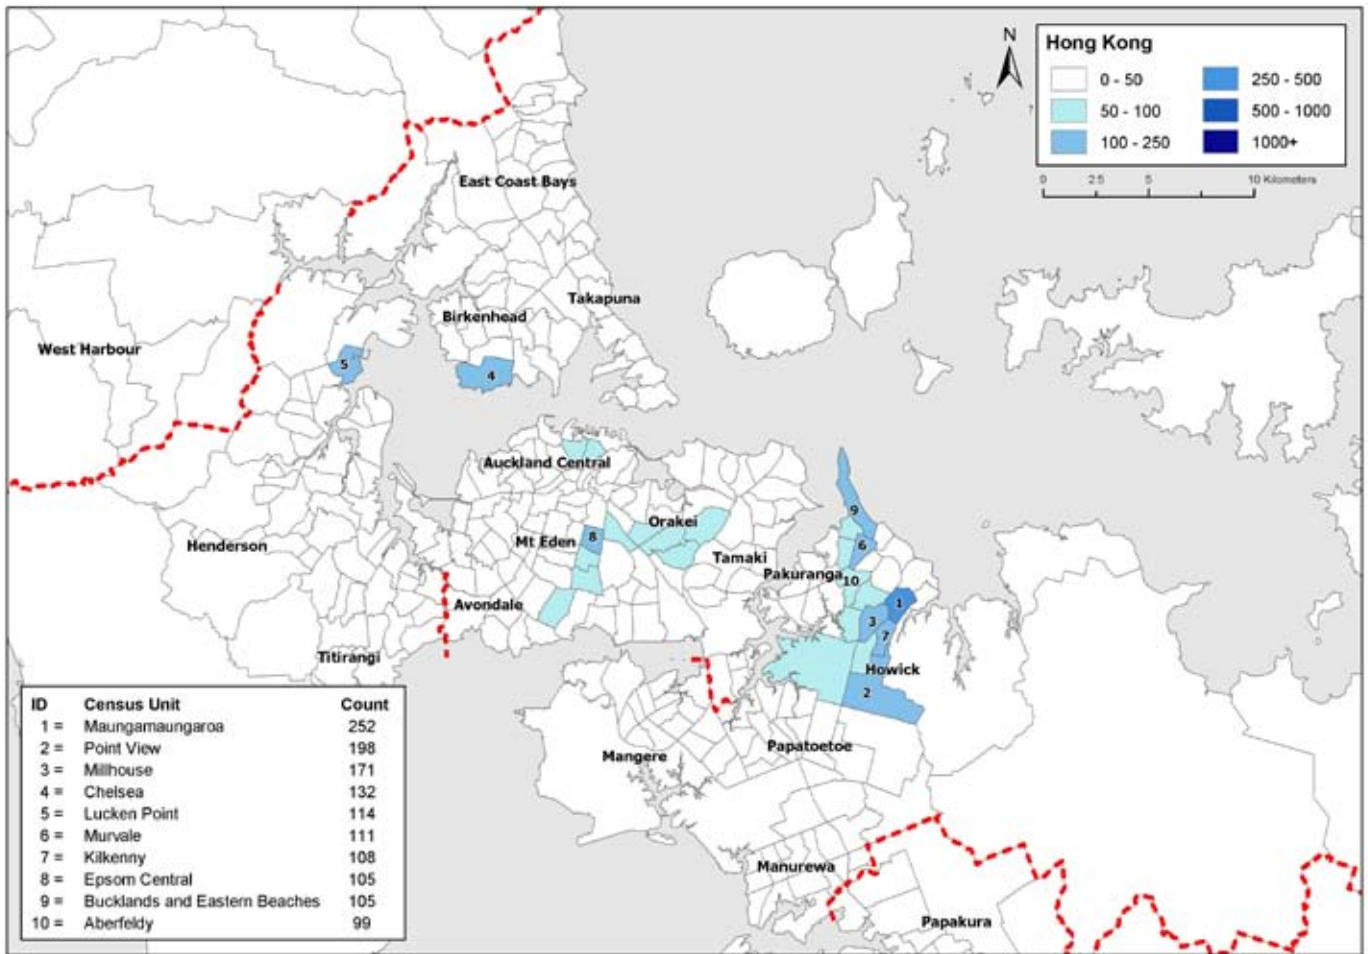 N
Hong Kong
0 - 50
250 - 500
50 - 100
500 - 1000
100 - 250
1000+
0 2.5 5 10 Kilometers
East Coast Bays
Takapuna
Birkenhead
West Harbour
5
4
Auckland Central
9
Orakei
8
Mt Eden
6
Henderson
Tamaki
Pakuranga
10
Avondale
1
3
7
Titirangi
Howick
2
Papatoetoe
Mangere
Manurewa
Papakura
ID Census Unit Count
1 = Maungamaungaroa 252
2 = Point View 198
3 = Millhouse 171
4 = Chelsea 132
5 = Lucken Point 114
6 = Murvale 111
7 = Kilkenny 108
8 = Epsom Central 105
9 = Bucklands and Eastern Beaches 105
10 = Aberfeldy 99